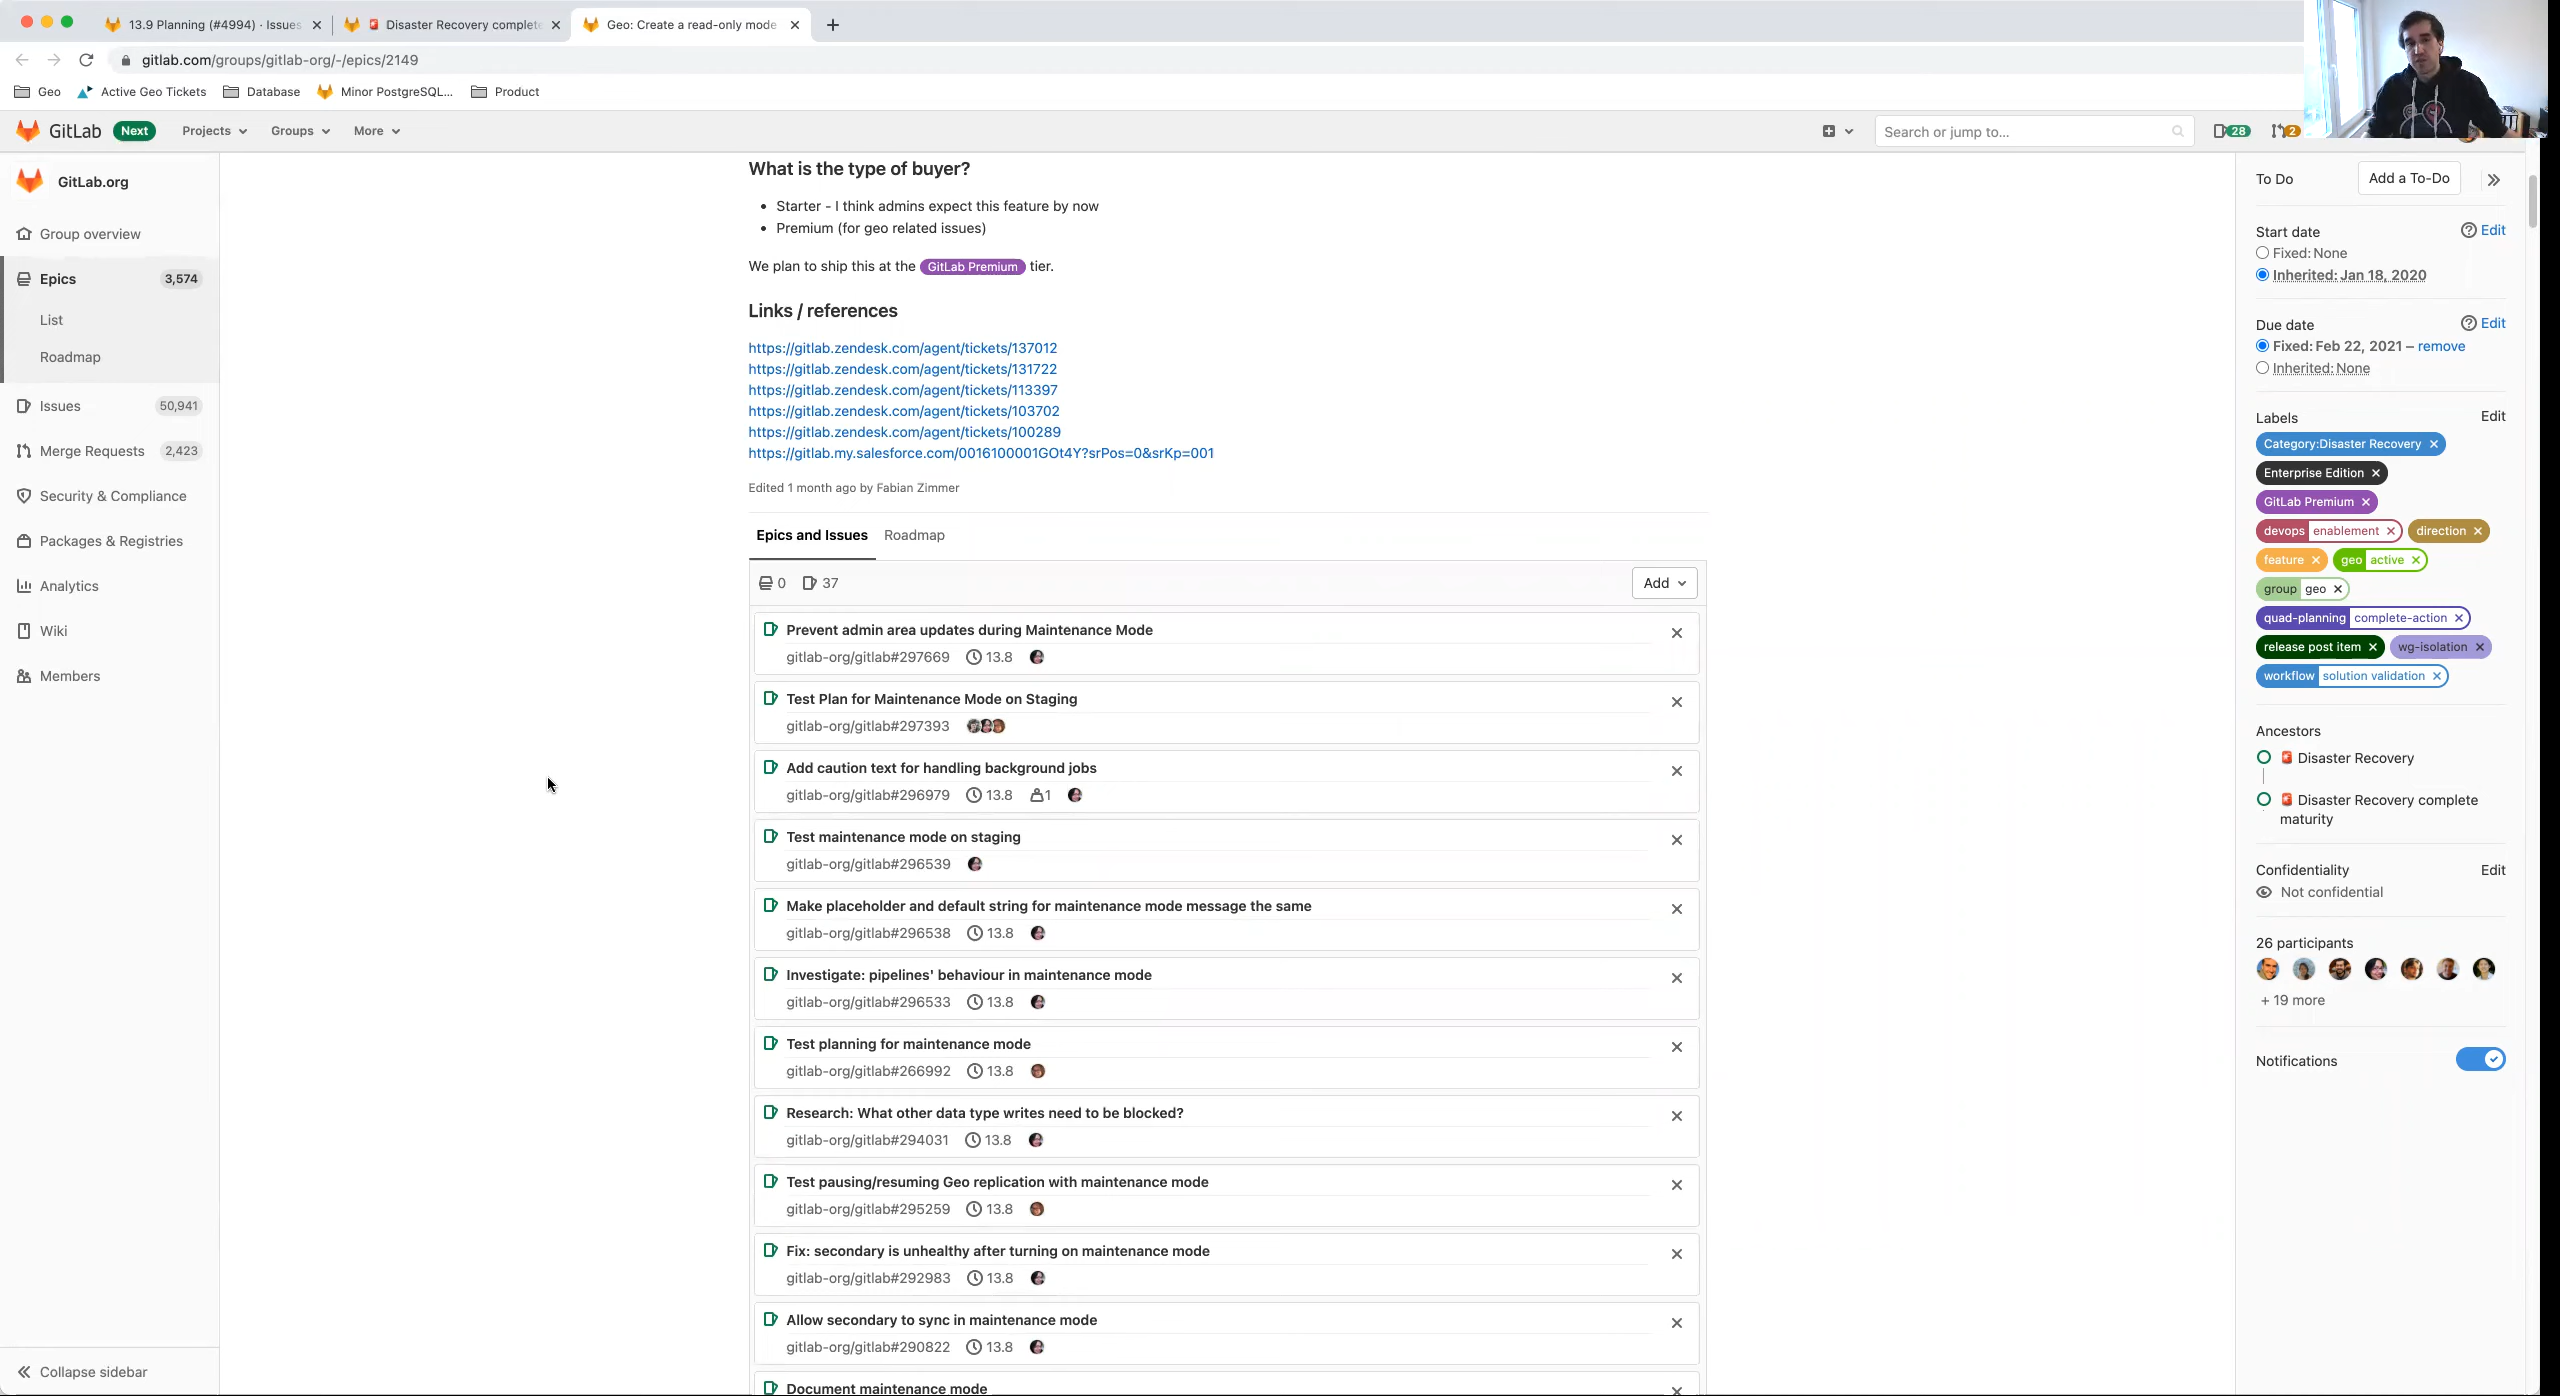 13.9 Planning (#4994) · Issues
Disaster Recovery complete
Geo: Create a read-only mode
gitlab.com/groups/gitlab-org/-/epics/2149
Geo
Active Geo Tickets
Database
Minor PostgreSQL...
Product
GitLab
Next
Projects
Groups
More
Search or jump to...
28
2
GitLab.org
Group overview
Epics 3,574
List
Roadmap
Issues 50,941
Merge Requests 2,423
Security & Compliance
Packages & Registries
Analytics
Wiki
Members
Collapse sidebar
What is the type of buyer?
• Starter - I think admins expect this feature by now
• Premium (for geo related issues)
We plan to ship this at the GitLab Premium tier.
Links / references
https://gitlab.zendesk.com/agent/tickets/137012
https://gitlab.zendesk.com/agent/tickets/131722
https://gitlab.zendesk.com/agent/tickets/113397
https://gitlab.zendesk.com/agent/tickets/103702
https://gitlab.zendesk.com/agent/tickets/100289
https://gitlab.my.salesforce.com/0016100001GOt4Y?srPos=0&srKp=001
Edited 1 month ago by Fabian Zimmer
Epics and Issues Roadmap
0 37
Add
Prevent admin area updates during Maintenance Mode
gitlab-org/gitlab#297669 13.8
Test Plan for Maintenance Mode on Staging
gitlab-org/gitlab#297393
Add caution text for handling background jobs
gitlab-org/gitlab#296979 13.8 1
Test maintenance mode on staging
gitlab-org/gitlab#296539
Make placeholder and default string for maintenance mode message the same
gitlab-org/gitlab#296538 13.8
Investigate: pipelines' behaviour in maintenance mode
gitlab-org/gitlab#296533 13.8
Test planning for maintenance mode
gitlab-org/gitlab#266992 13.8
Research: What other data type writes need to be blocked?
gitlab-org/gitlab#294031 13.8
Test pausing/resuming Geo replication with maintenance mode
gitlab-org/gitlab#295259 13.8
Fix: secondary is unhealthy after turning on maintenance mode
gitlab-org/gitlab#292983 13.8
Allow secondary to sync in maintenance mode
gitlab-org/gitlab#290822 13.8
Document maintenance mode
To Do
Add a To-Do
Start date Edit
Fixed: None
Inherited: Jan 18, 2020
Due date Edit
Fixed: Feb 22, 2021 – remove
Inherited: None
Labels Edit
Category:Disaster Recovery
Enterprise Edition
GitLab Premium
devops enablement direction
feature geo active
group geo
quad-planning complete-action
release post item wg-isolation
workflow solution validation
Ancestors
Disaster Recovery
Disaster Recovery complete
maturity
Confidentiality Edit
Not confidential
26 participants
+ 19 more
Notifications